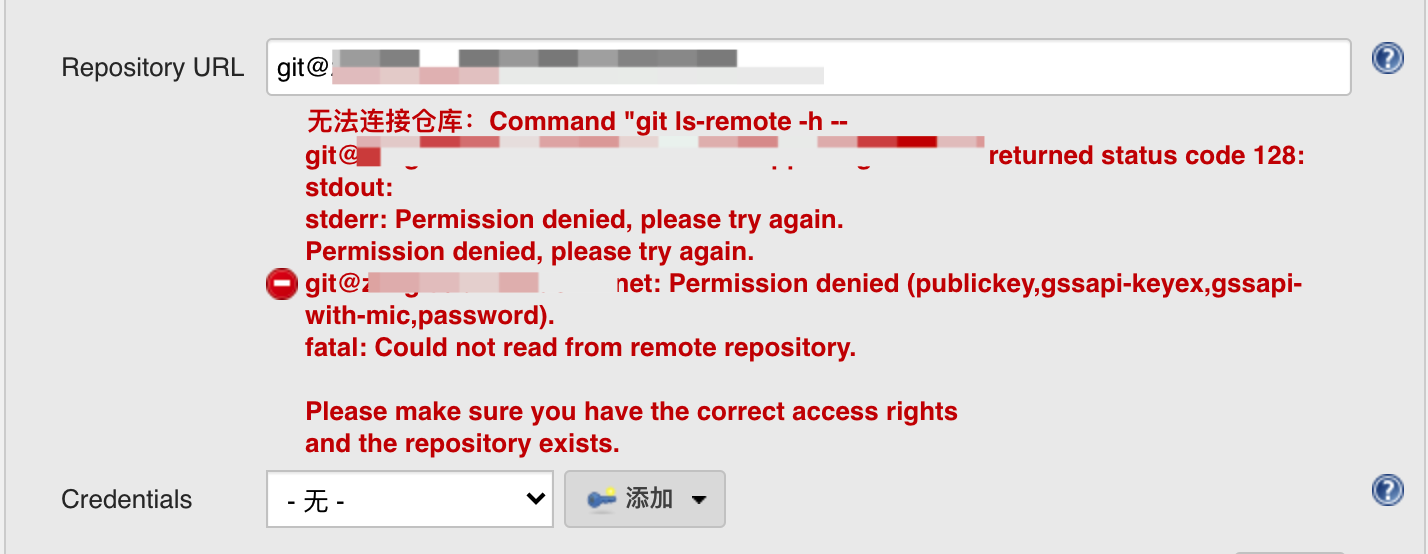 Repository URL
git@
无法连接仓库：Command "git ls-remote -h --
git@ returned status code 128:
stdout:
stderr: Permission denied, please try again.
Permission denied, please try again.
git@z net: Permission denied (publickey,gssapi-keyex,gssapi-
with-mic,password).
fatal: Could not read from remote repository.
Please make sure you have the correct access rights
and the repository exists.
Credentials
- 无 -
添加